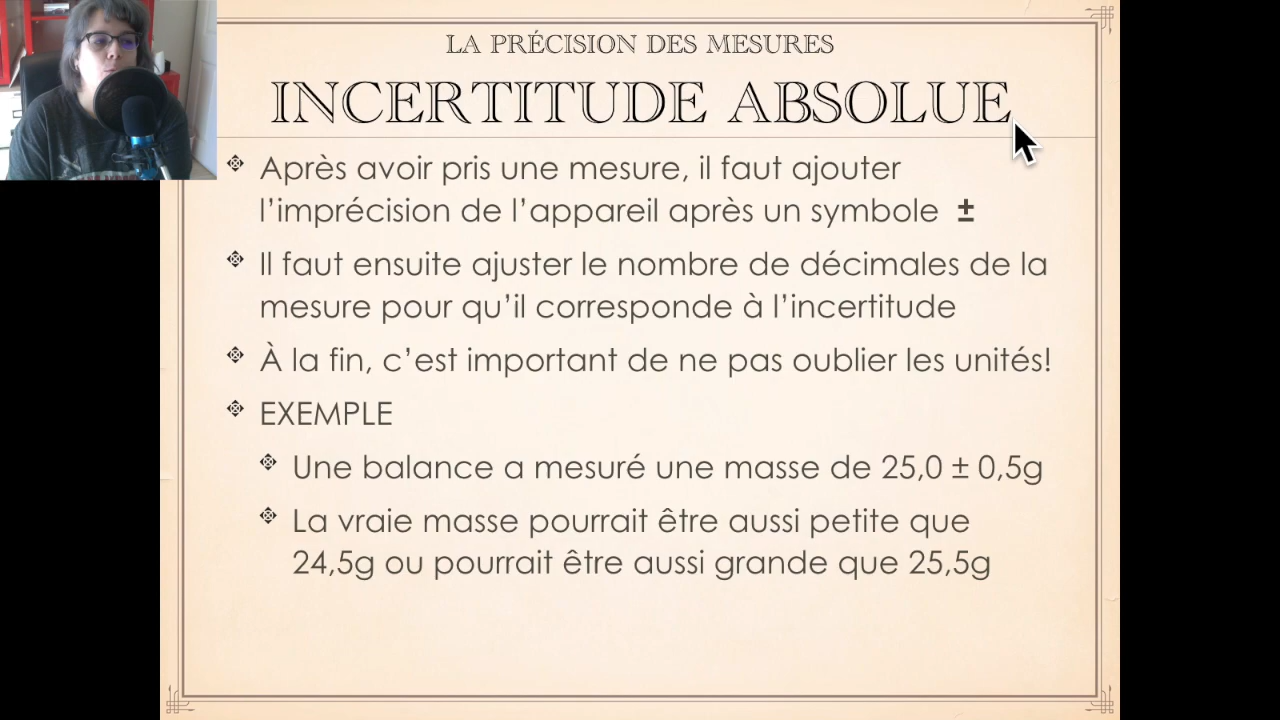 LA PRÉCISION DES MESURES
INCERTITUDE ABSOLUE
Après avoir pris une mesure, il faut ajouter
l’imprécision de l’appareil après un symbole ±
Il faut ensuite ajuster le nombre de décimales de la
mesure pour qu’il corresponde à l’incertitude
À la fin, c’est important de ne pas oublier les unités!
EXEMPLE
Une balance a mesuré une masse de 25,0 ± 0,5g
La vraie masse pourrait être aussi petite que
24,5g ou pourrait être aussi grande que 25,5g